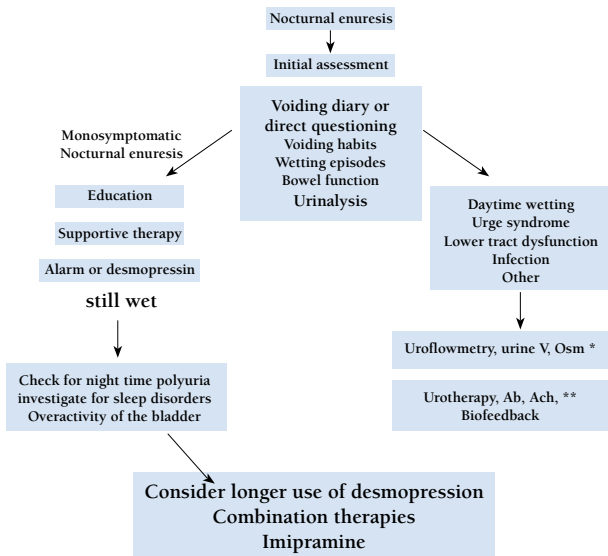 Nocturnal enuresis
Initial assessment
Voiding diary or
direct questioning
Voiding habits
Wetting episodes
Bowel function
Urinalysis
Monosymptomatic
Nocturnal enuresis
Education
Supportive therapy
Alarm or desmopressin
still wet
Check for night time polyuria
investigate for sleep disorders
Overactivity of the bladder
Daytime wetting
Urge syndrome
Lower tract dysfunction
Infection
Other
Uroflowmetry, urine V, Osm *
Urotherapy, Ab, Ach, **
Biofeedback
Consider longer use of desmopression
Combination therapies
Imipramine